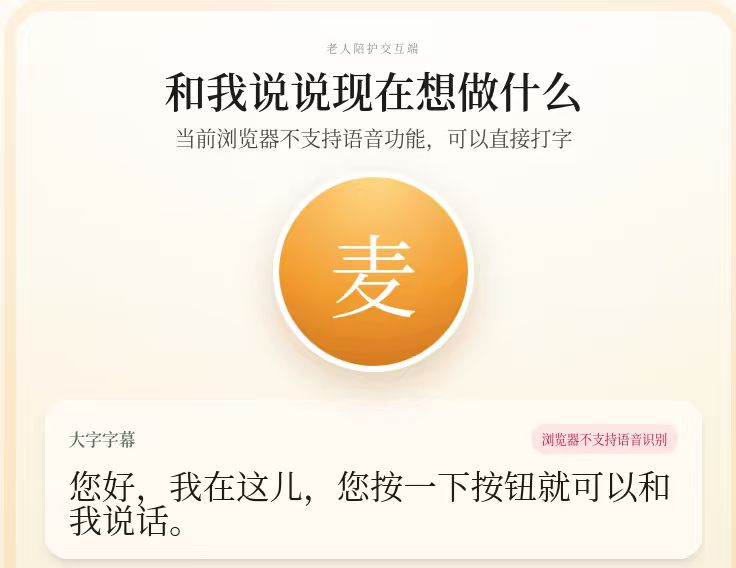 老人陪护交互端
和我说说现在想做什么
当前浏览器不支持语音功能，可以直接打字
麦
大字字幕
浏览器不支持语音识别
您好，我在这儿，您按一下按钮就可以和
我说话。